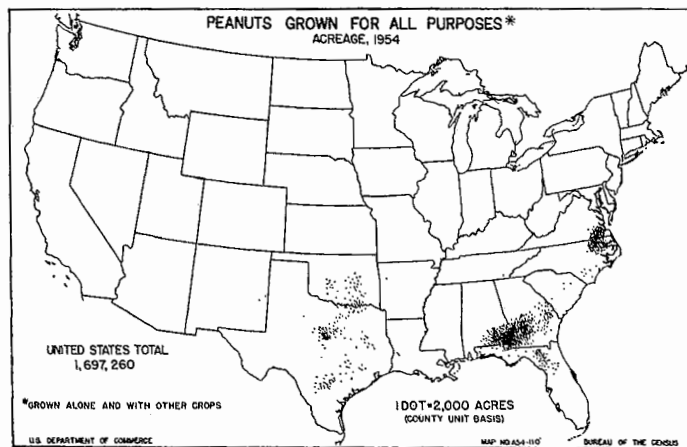 PEANUTS GROWN FOR ALL PURPOSES*
ACREAGE, 1954
UNITED STATES TOTAL
1,697,260
*GROWN ALONE AND WITH OTHER CROPS
1 DOT=2,000 ACRES
(COUNTY UNIT BASIS)
U.S. DEPARTMENT OF COMMERCE
MAP NO. A54-110
BUREAU OF THE CENSUS